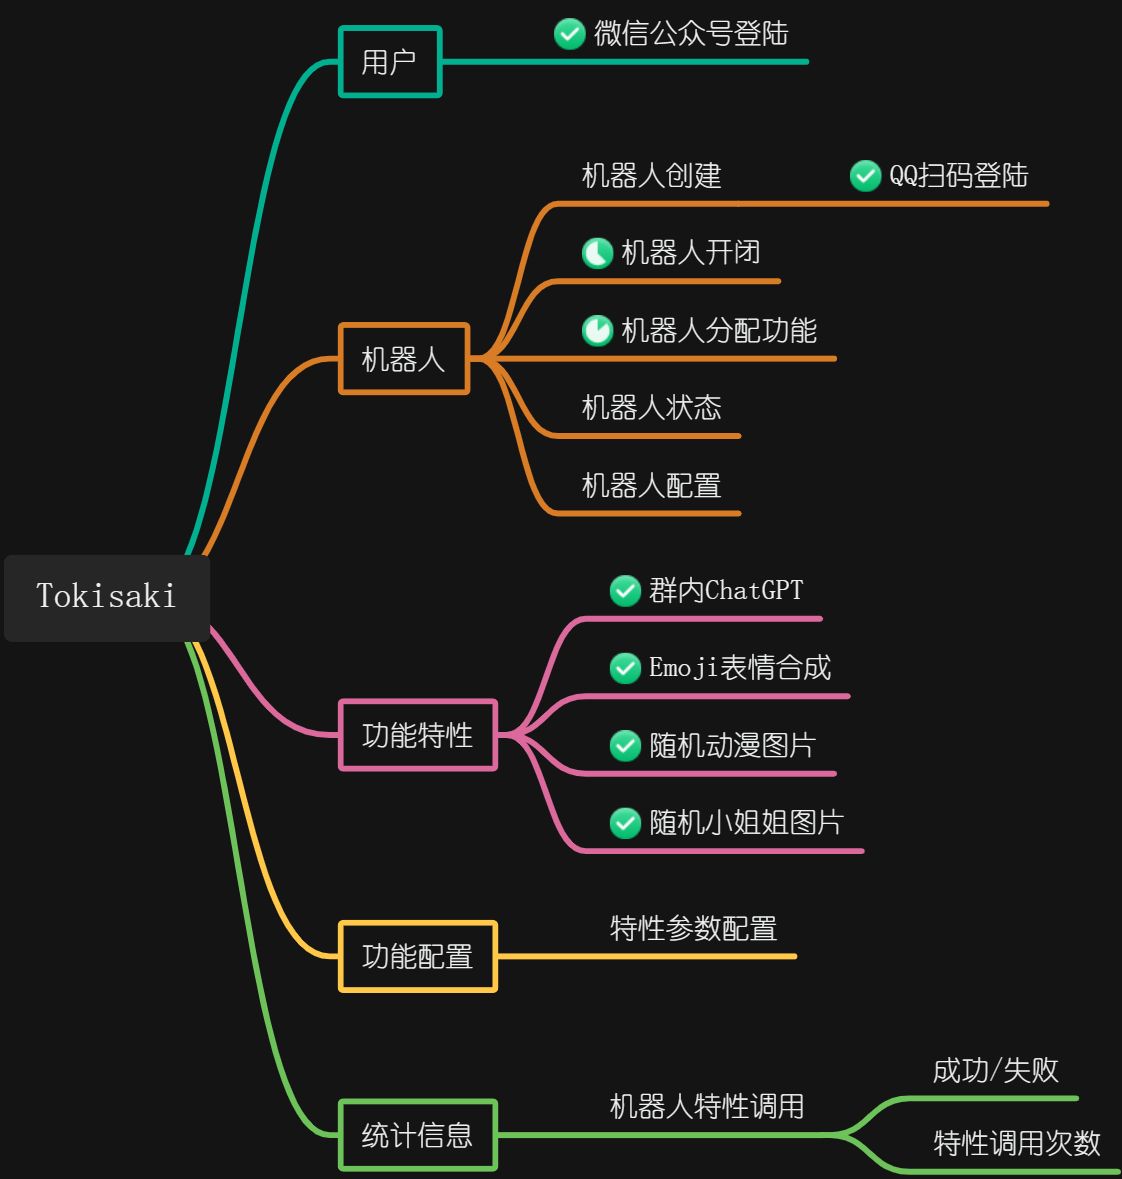 用户
微信公众号登陆
机器人
机器人创建
QQ扫码登陆
机器人开闭
机器人分配功能
机器人状态
机器人配置
Tokisaki
功能特性
群内ChatGPT
Emoji表情合成
随机动漫图片
随机小姐姐图片
功能配置
特性参数配置
统计信息
机器人特性调用
成功/失败
特性调用次数